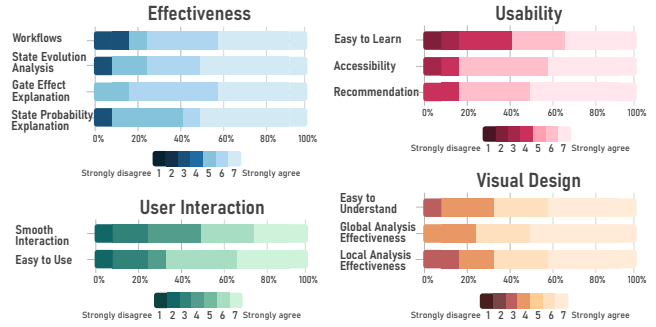 Effectiveness
Workflows
State Evolution
Analysis
Gate Effect
Explanation
State Probability
Explanation
0% 20% 40% 60% 80% 100%
Strongly disagree 1 2 3 4 5 6 7 Strongly agree
Usability
Easy to Learn
Accessibility
Recommendation
0% 20% 40% 60% 80% 100%
Strongly disagree 1 2 3 4 5 6 7 Strongly agree
User Interaction
Smooth
Interaction
Easy to Use
0% 20% 40% 60% 80% 100%
Strongly disagree 1 2 3 4 5 6 7 Strongly agree
Visual Design
Easy to
Understand
Global Analysis
Effectiveness
Local Analysis
Effectiveness
0% 20% 40% 60% 80% 100%
Strongly disagree 1 2 3 4 5 6 7 Strongly agree